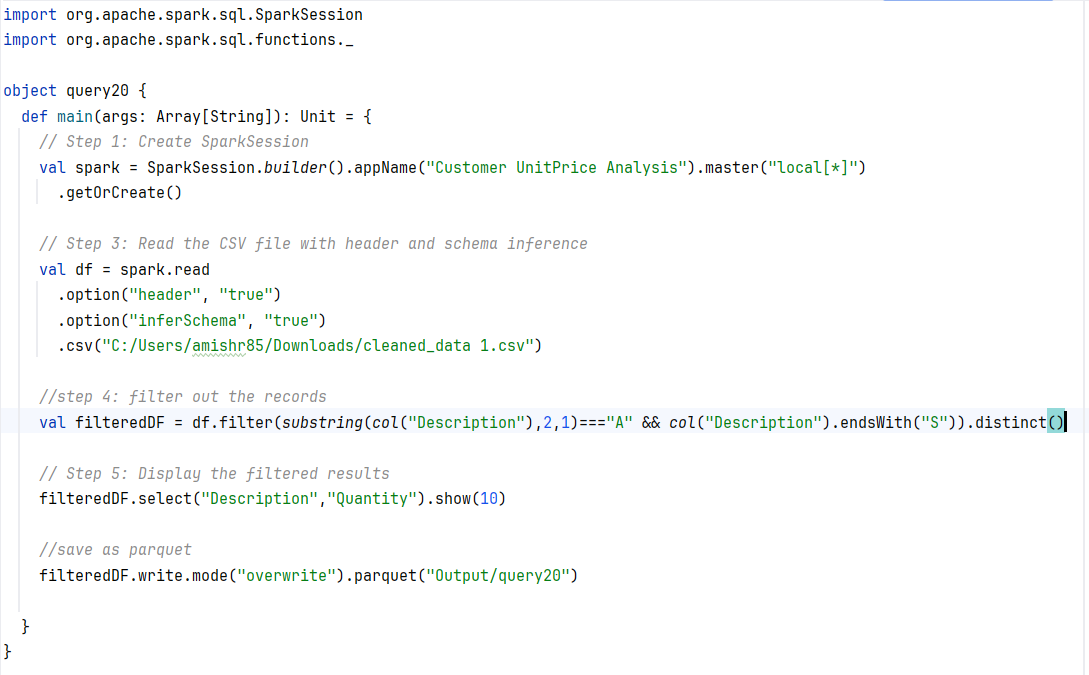 import org.apache.spark.sql.SparkSession
import org.apache.spark.sql.functions._
object query20 {
def main(args: Array[String]): Unit = {
// Step 1: Create SparkSession
val spark = SparkSession.builder().appName("Customer UnitPrice Analysis").master("local[*]")
.getOrCreate()
// Step 3: Read the CSV file with header and schema inference
val df = spark.read
.option("header", "true")
.option("inferSchema", "true")
.csv("C:/Users/amishr85/Downloads/cleaned_data 1.csv")
//step 4: filter out the records
val filteredDF = df.filter(substring(col("Description"),2,1)==="A" && col("Description").endsWith("S")).distinct()
// Step 5: Display the filtered results
filteredDF.select("Description","Quantity").show(10)
//save as parquet
filteredDF.write.mode("overwrite").parquet("Output/query20")
}
}